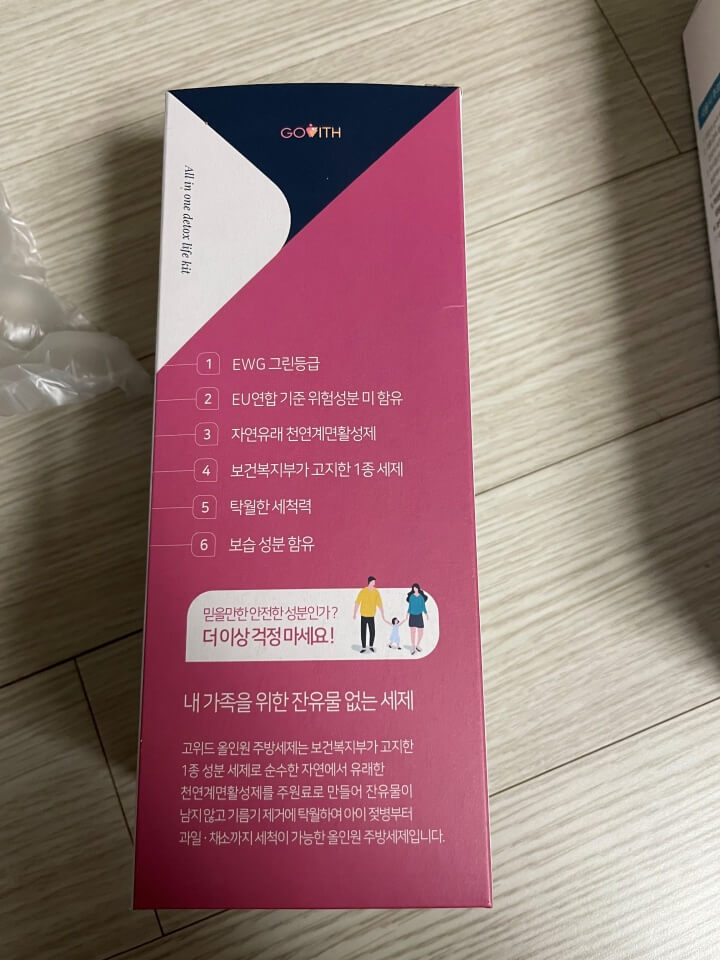 GOWITH
All in one detox life kit
1 EWG 그린등급
2 EU연합 기준 위험성분 미 함유
3 자연유래 천연계면활성제
4 보건복지부가 고지한 1종 세제
5 탁월한 세척력
6 보습 성분 함유
믿을만한 안전한 성분인가?
더 이상 걱정 마세요!
내 가족을 위한 잔유물 없는 세제
고위드 올인원 주방세제는 보건복지부가 고지한
1종 성분 세제로 순수한 자연에서 유래한
천연계면활성제를 주원료로 만들어 잔유물이
남지 않고 기름기 제거에 탁월하여 아이 젖병부터
과일·채소까지 세척이 가능한 올인원 주방세제입니다.